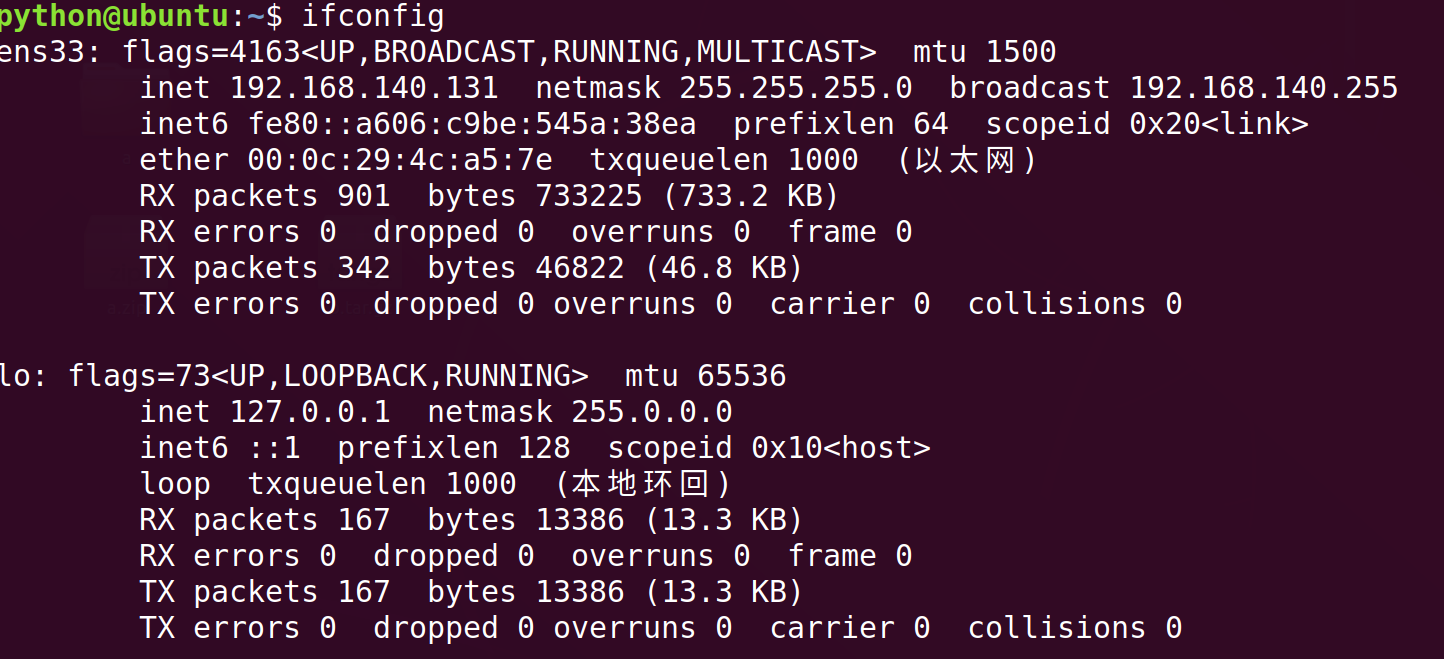 python@ubuntu:~$ ifconfig
ens33: flags=4163<UP,BROADCAST,RUNNING,MULTICAST>  mtu 1500
        inet 192.168.140.131  netmask 255.255.255.0  broadcast 192.168.140.255
        inet6 fe80::a606:c9be:545a:38ea  prefixlen 64  scopeid 0x20<link>
        ether 00:0c:29:4c:a5:7e  txqueuelen 1000  (以太网)
        RX packets 901  bytes 733225 (733.2 KB)
        RX errors 0  dropped 0  overruns 0  frame 0
        TX packets 342  bytes 46822 (46.8 KB)
        TX errors 0  dropped 0 overruns 0  carrier 0  collisions 0

lo: flags=73<UP,LOOPBACK,RUNNING>  mtu 65536
        inet 127.0.0.1  netmask 255.0.0.0
        inet6 ::1  prefixlen 128  scopeid 0x10<host>
        loop  txqueuelen 1000  (本地环回)
        RX packets 167  bytes 13386 (13.3 KB)
        RX errors 0  dropped 0  overruns 0  frame 0
        TX packets 167  bytes 13386 (13.3 KB)
        TX errors 0  dropped 0 overruns 0  carrier 0  collisions 0